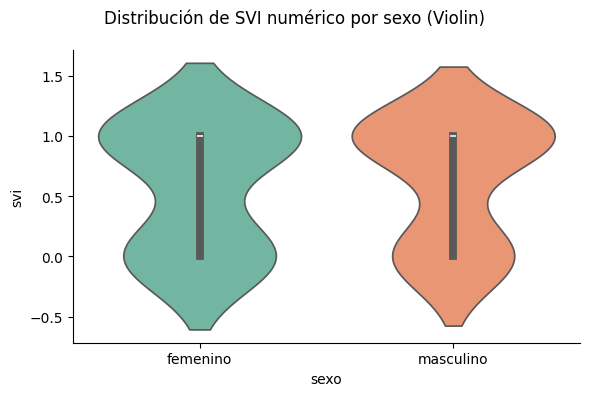 Distribución de SVI numérico por sexo (Violin)
svi
1.5
1.0
0.5
0.0
−0.5
femenino
masculino
sexo